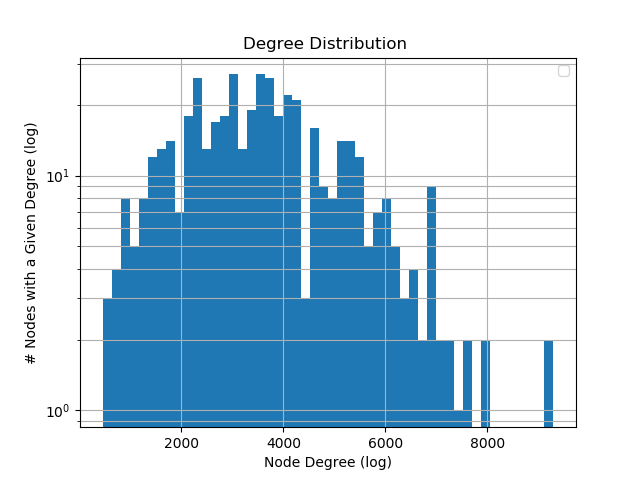 Degree Distribution
# Nodes with a Given Degree (log)
10¹
10⁰
2000
4000
6000
8000
Node Degree (log)